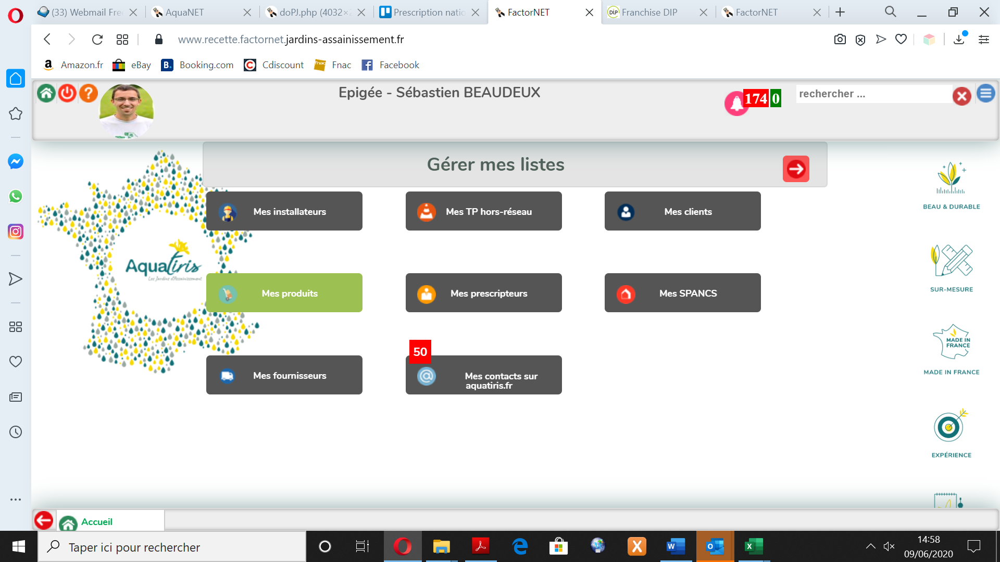 (33) Webmail Free
AquaNET
doPJ.php (4032×2
Prescription natio
FactorNET
Franchise DIP
FactorNET
www.recette.factornet.jardins-assainissement.fr
Amazon.fr
eBay
Booking.com
Cdiscount
Fnac
Facebook
Epigée - Sébastien BEAUDEUX
174 0
rechercher ...
Gérer mes listes
Mes installateurs
Mes TP hors-réseau
Mes clients
BEAU & DURABLE
AquaTiris
Les Jardins d'Assainissement
Mes produits
Mes prescripteurs
Mes SPANCS
SUR-MESURE
MADE IN
FRANCE
MADE IN FRANCE
50
Mes fournisseurs
Mes contacts sur
aquatiris.fr
EXPÉRIENCE
Accueil
Taper ici pour rechercher
14:58
09/06/2020